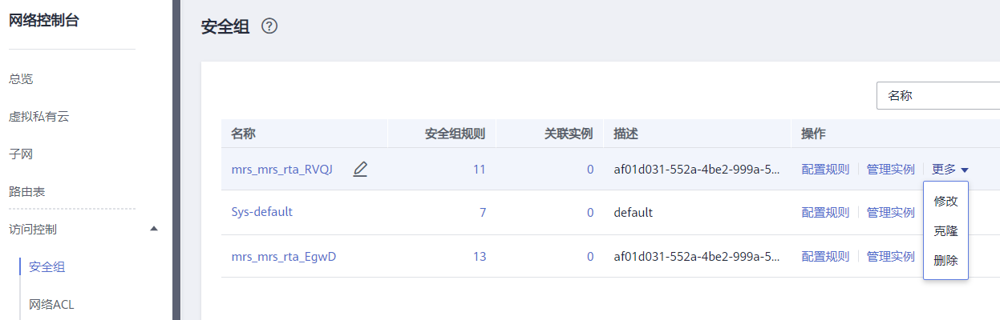 网络控制台
总览
虚拟私有云
子网
路由表
访问控制
安全组
网络ACL
安全组 ?
名称
名称 安全组规则 关联实例 描述 操作
mrs_mrs_rta_RVQJ 11 0 af01d031-552a-4be2-999a-5... 配置规则 管理实例 更多
修改
克隆
删除
Sys-default 7 0 default 配置规则 管理实例
mrs_mrs_rta_EgwD 13 0 af01d031-552a-4be2-999a-5... 配置规则 管理实例